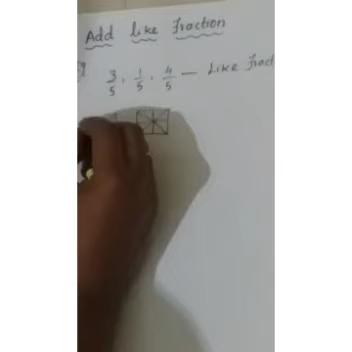 Add like Fraction
3/5, 1/5, 4/5 — Like